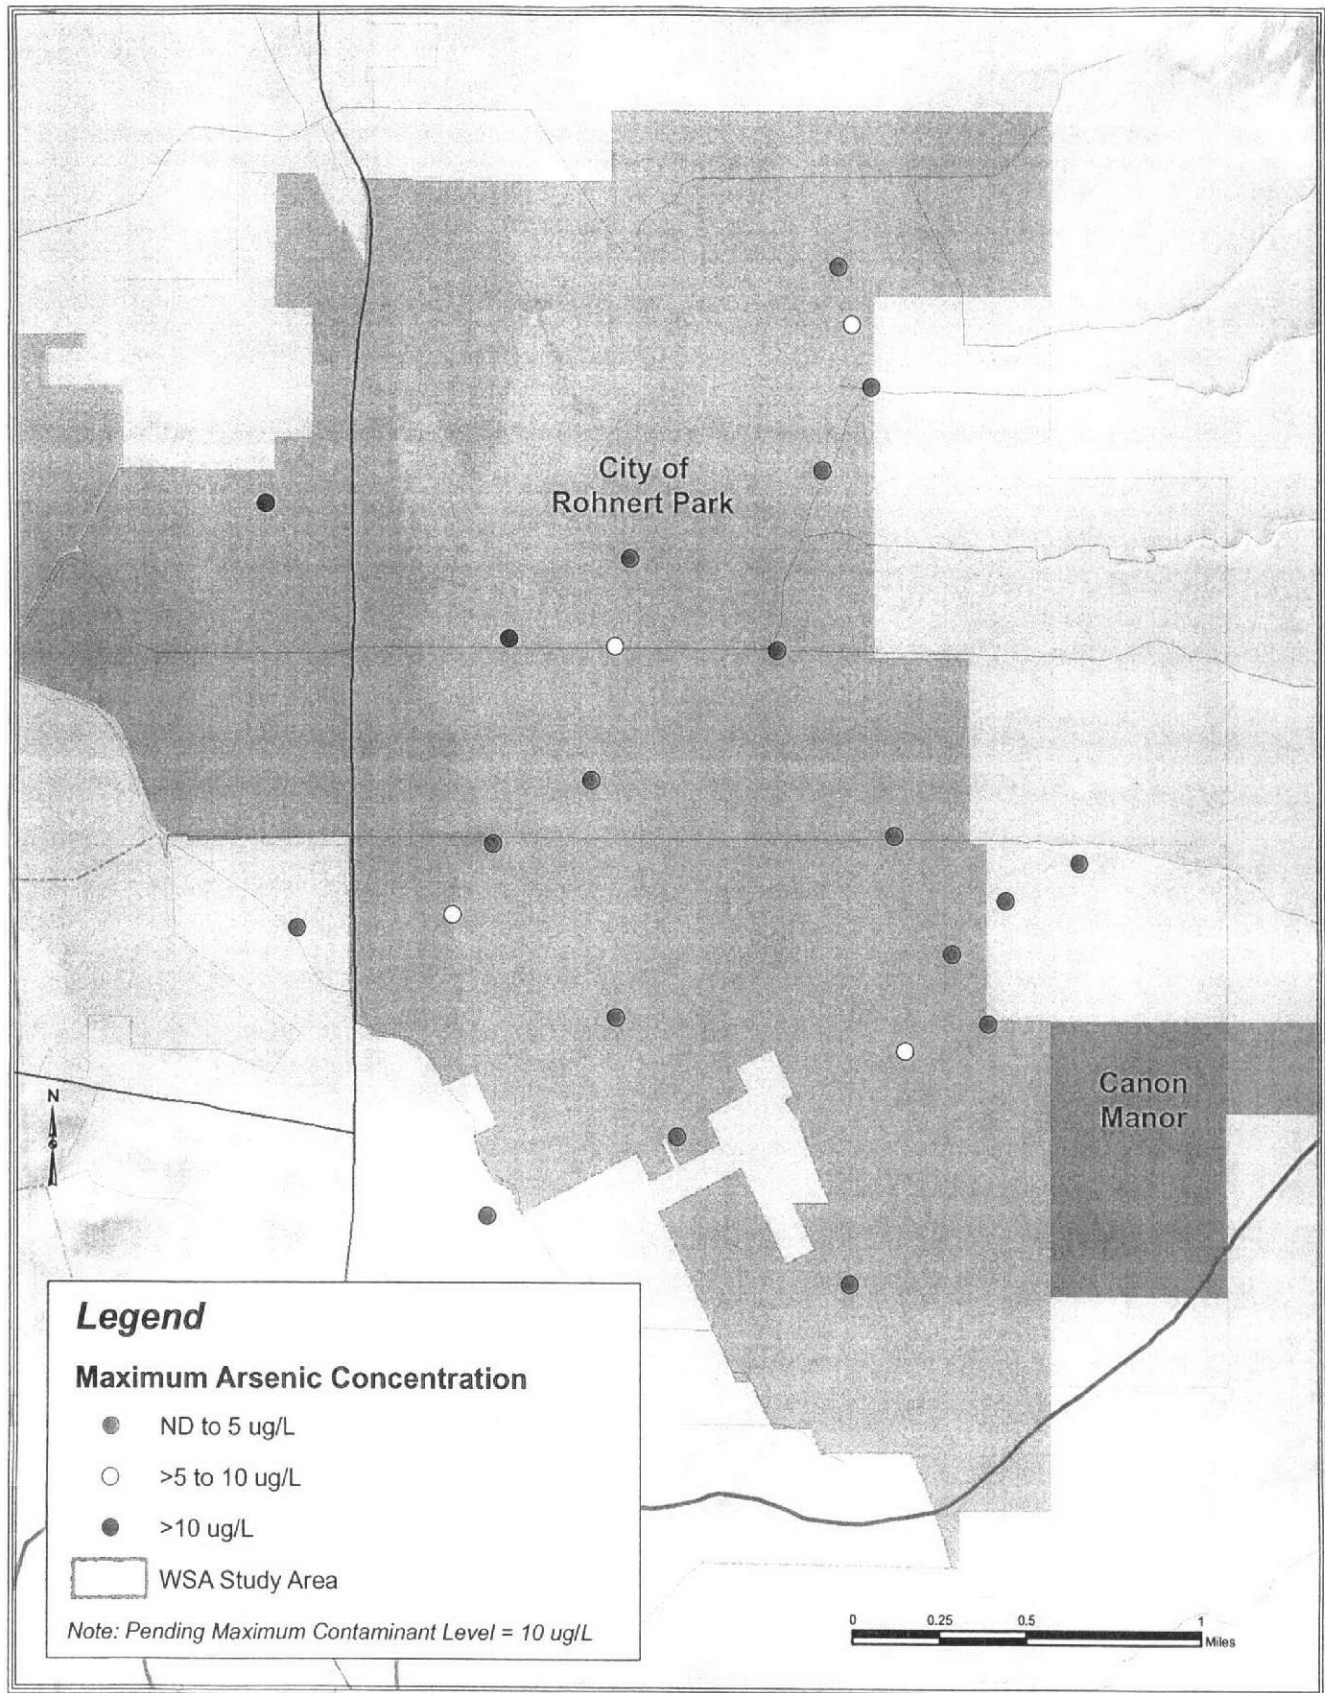 City of
Rohnert Park
Canon
Manor
N
Legend
Maximum Arsenic Concentration
ND to 5 ug/L
>5 to 10 ug/L
>10 ug/L
WSA Study Area
Note: Pending Maximum Contaminant Level = 10 ug/L
0 0.25 0.5 1
Miles